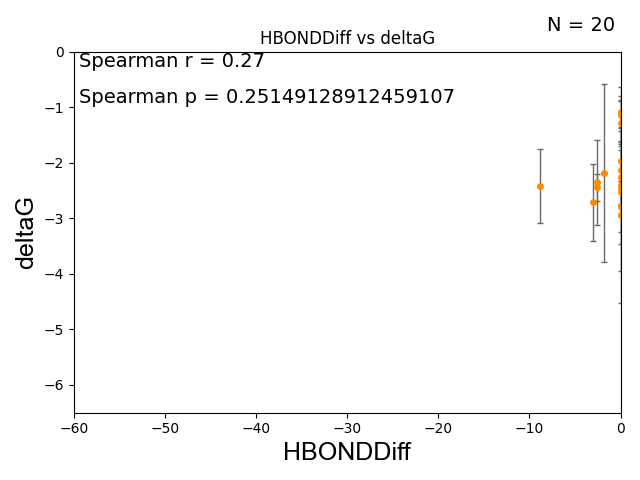 N = 20
HBONDDiff vs deltaG
Spearman r = 0.27
Spearman p = 0.25149128912459107
0
−1
−2
−3
−4
−5
−6
deltaG
−60
−50
−40
−30
−20
−10
0
HBONDDiff